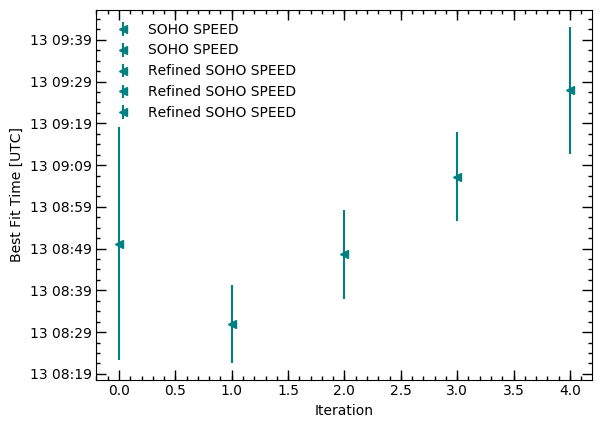 SOHO SPEED
SOHO SPEED
Refined SOHO SPEED
Refined SOHO SPEED
Refined SOHO SPEED
13 09:39
13 09:29
13 09:19
13 09:09
13 08:59
13 08:49
13 08:39
13 08:29
13 08:19
Best Fit Time [UTC]
0.0 0.5 1.0 1.5 2.0 2.5 3.0 3.5 4.0
Iteration